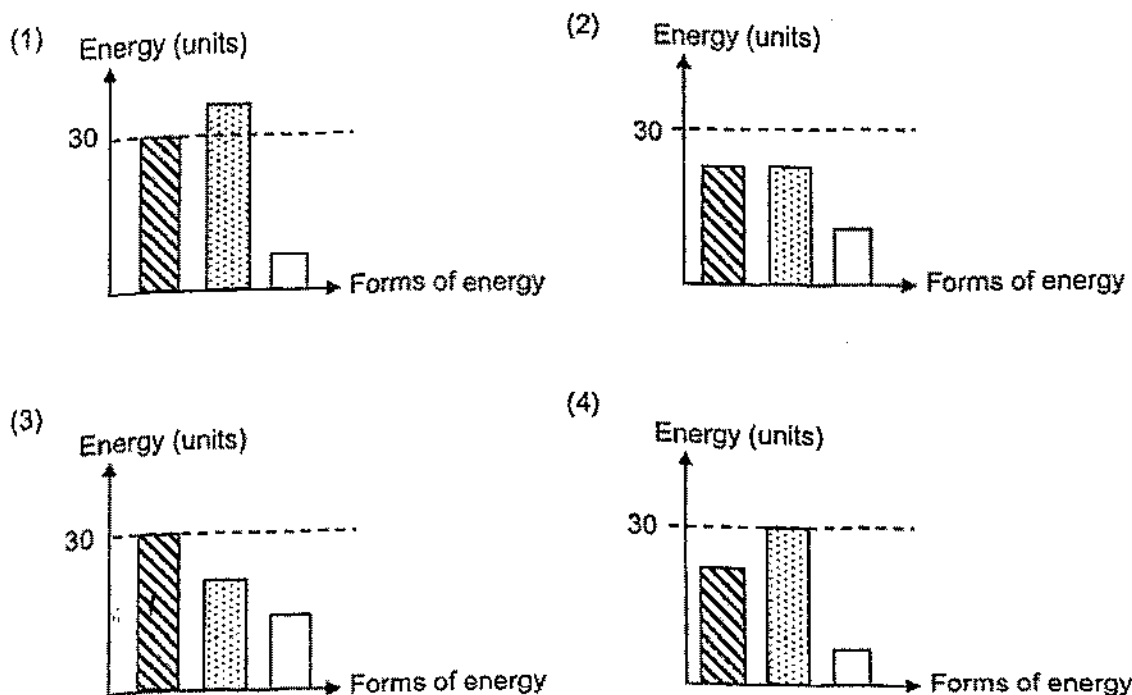 (1)
Energy (units)
30
Forms of energy
(2)
Energy (units)
30
Forms of energy
(3)
Energy (units)
30
Forms of energy
(4)
Energy (units)
30
Forms of energy